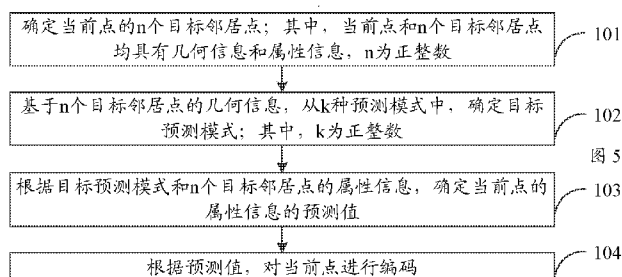 确定当前点的n个目标邻居点；其中，当前点和n个目标邻居点
均具有几何信息和属性信息，n为正整数
101
基于n个目标邻居点的几何信息，从k种预测模式中，确定目标
预测模式；其中，k为正整数
102
图 5
根据目标预测模式和n个目标邻居点的属性信息，确定当前点的
属性信息的预测值
103
根据预测值，对当前点进行编码
104